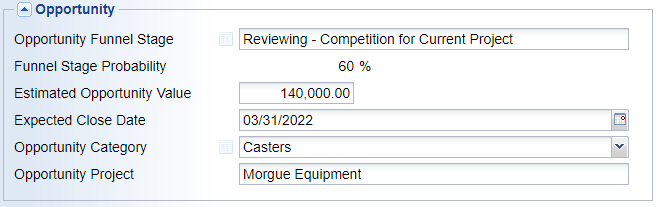 Opportunity
Opportunity Funnel Stage Reviewing - Competition for Current Project
Funnel Stage Probability 60 %
Estimated Opportunity Value 140,000.00
Expected Close Date 03/31/2022
Opportunity Category Casters
Opportunity Project Morgue Equipment